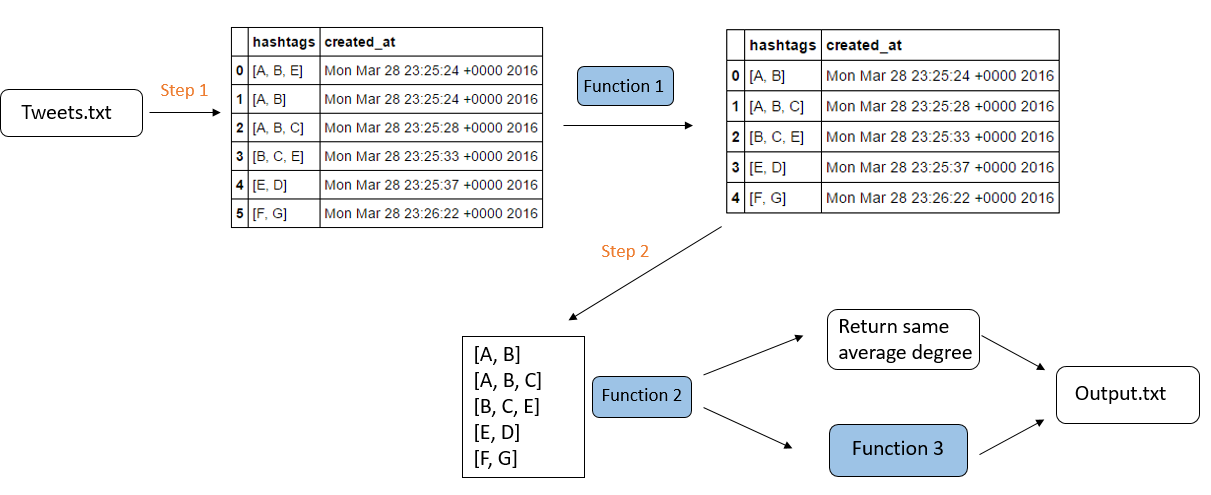 Tweets.txt
Step 1
hashtags created_at
0 [A, B, E] Mon Mar 28 23:25:24 +0000 2016
1 [A, B] Mon Mar 28 23:25:24 +0000 2016
2 [A, B, C] Mon Mar 28 23:25:28 +0000 2016
3 [B, C, E] Mon Mar 28 23:25:33 +0000 2016
4 [E, D] Mon Mar 28 23:25:37 +0000 2016
5 [F, G] Mon Mar 28 23:26:22 +0000 2016
Function 1
hashtags created_at
0 [A, B] Mon Mar 28 23:25:24 +0000 2016
1 [A, B, C] Mon Mar 28 23:25:28 +0000 2016
2 [B, C, E] Mon Mar 28 23:25:33 +0000 2016
3 [E, D] Mon Mar 28 23:25:37 +0000 2016
4 [F, G] Mon Mar 28 23:26:22 +0000 2016
Step 2
[A, B]
[A, B, C]
[B, C, E]
[E, D]
[F, G]
Function 2
Return same
average degree
Function 3
Output.txt